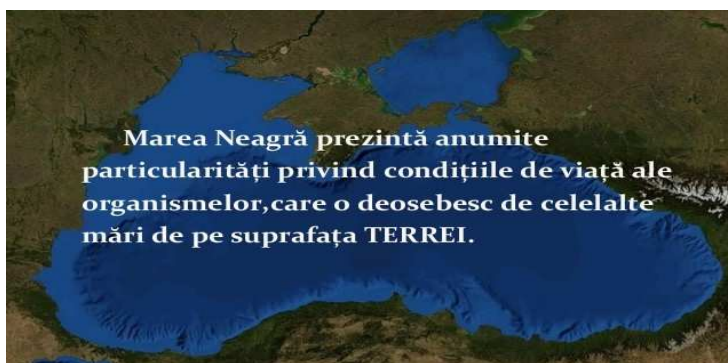 Marea Neagră prezintă anumite
particularități privind condițiile de viață ale
organismelor,care o deosebesc de celelalte
mări de pe suprafața TERREI.